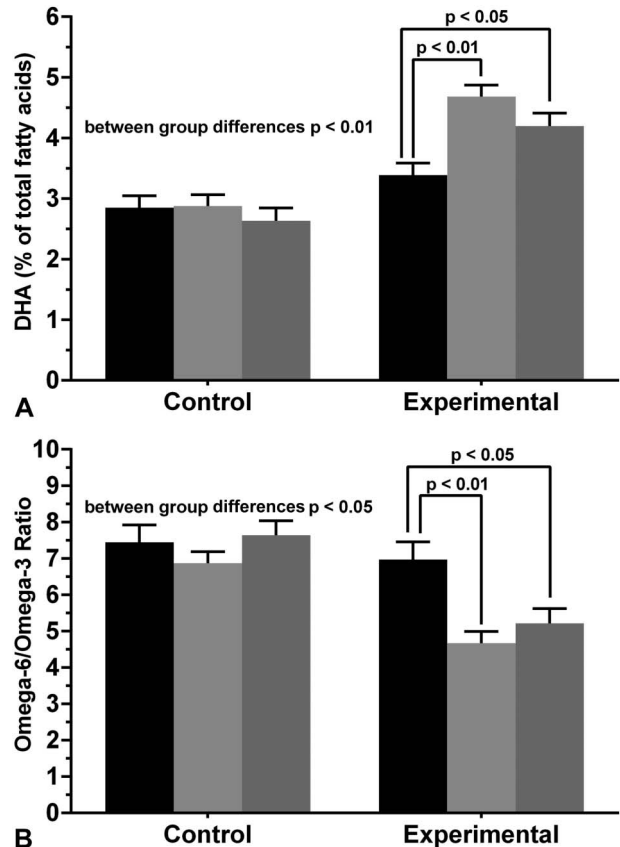 6
p < 0.05
p < 0.01
5
between group differences p < 0.01
4
3
2
1
0
DHA (% of total fatty acids)
A
Control
Experimental
10
9
p < 0.05
p < 0.01
between group differences p < 0.05
8
7
6
5
4
3
2
1
0
Omega-6/Omega-3 Ratio
B
Control
Experimental